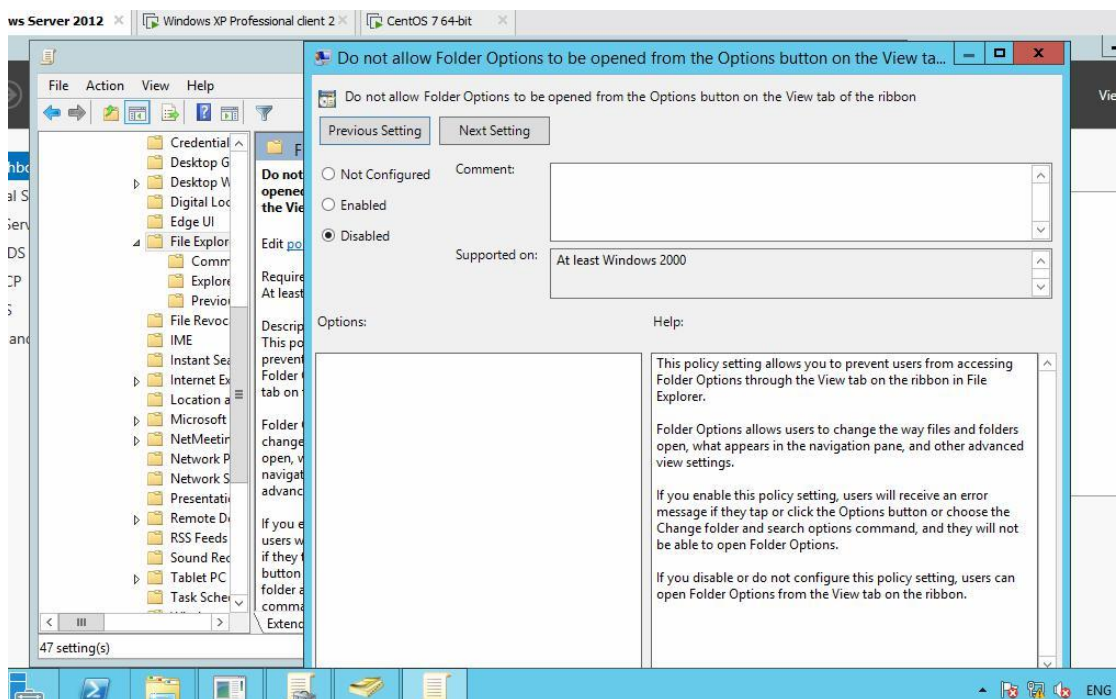 ws Server 2012
Windows XP Professional client 2
CentOS 7 64-bit
Do not allow Folder Options to be opened from the Options button on the View ta...
File Action View Help
Do not allow Folder Options to be opened from the Options button on the View tab of the ribbon
Previous Setting Next Setting
Not Configured
Enabled
Disabled
Comment:
Supported on:
At least Windows 2000
Options:
Help:
This policy setting allows you to prevent users from accessing
Folder Options through the View tab on the ribbon in File
Explorer.
Folder Options allows users to change the way files and folders
open, what appears in the navigation pane, and other advanced
view settings.
If you enable this policy setting, users will receive an error
message if they tap or click the Options button or choose the
Change folder and search options command, and they will not
be able to open Folder Options.
If you disable or do not configure this policy setting, users can
open Folder Options from the View tab on the ribbon.
Credential
Desktop G
Desktop W
Digital Loc
Edge UI
File Explor
Comm
Explore
Previou
File Revoc
IME
Instant Sea
Internet Ex
Location a
Microsoft
NetMeetin
Network P
Network S
Presentati
Remote De
RSS Feeds
Sound Rec
Tablet PC
Task Sche
F
Do not
opened
the Vie
Edit po
Require
At least
Descrip
This po
prevent
Folder
tab on
Folder
change
open, w
navigat
advanc
If you e
users w
if they t
button
folder a
comma
Extend
47 setting(s)
Vie
ENG